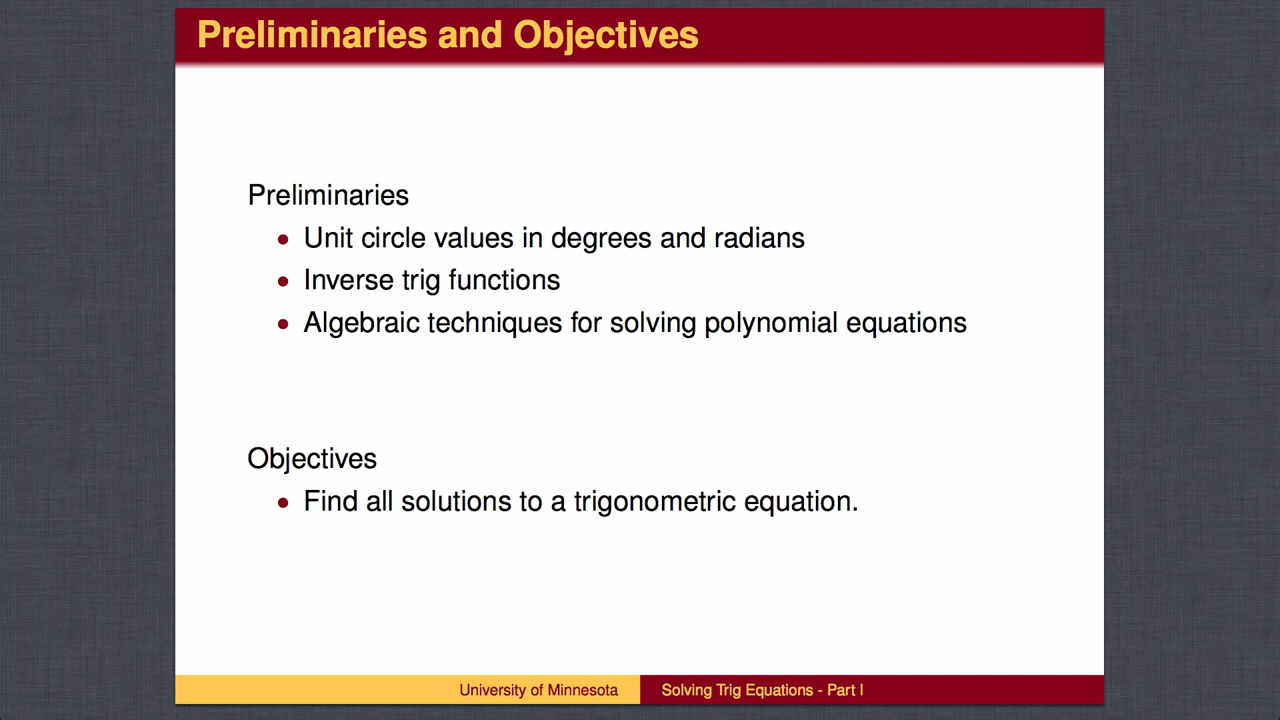 Preliminaries and Objectives
Preliminaries
• Unit circle values in degrees and radians
• Inverse trig functions
• Algebraic techniques for solving polynomial equations
Objectives
• Find all solutions to a trigonometric equation.
University of Minnesota
Solving Trig Equations - Part I